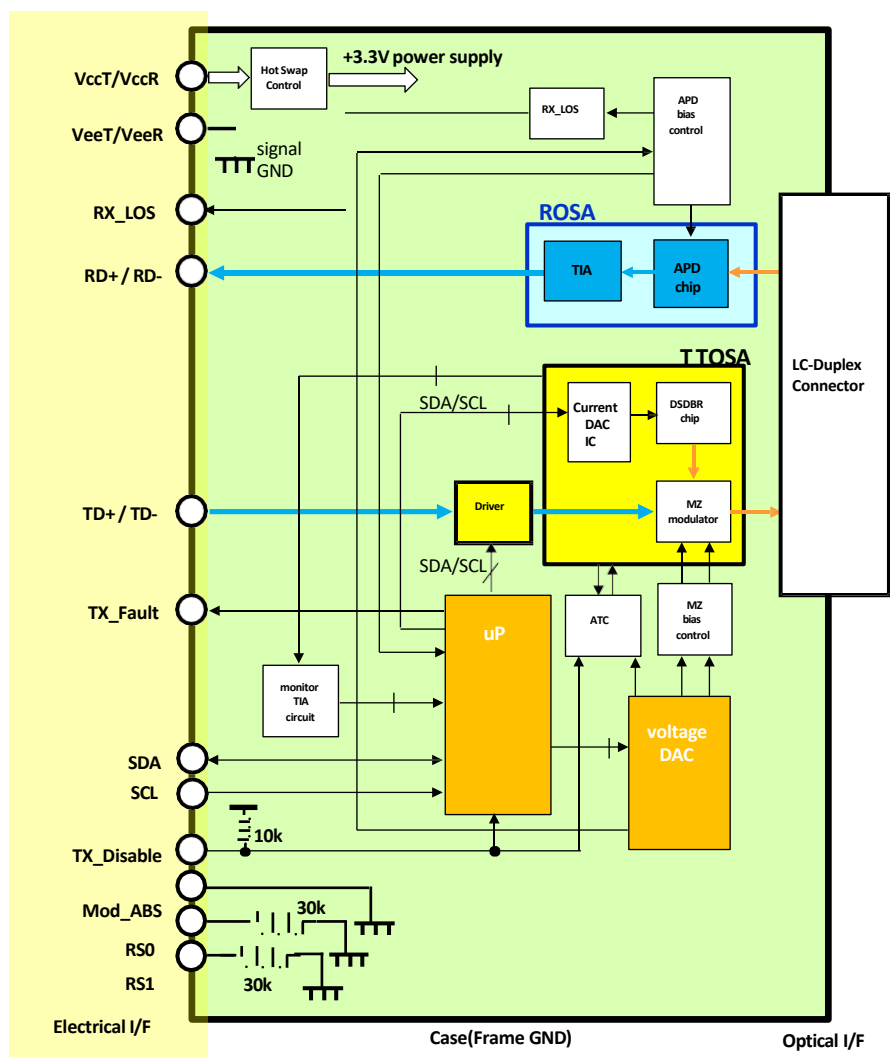 VccT/VccR
Hot Swap
Control
+3.3V power supply
VeeT/VeeR
signal
GND
RX_LOS
APD
bias
control
RX_LOS
ROSA
RD+ / RD-
TIA
APD
chip
T TOSA
LC-Duplex
Connector
SDA/SCL
Current
DAC
IC
DSDBR
chip
TD+ / TD-
Driver
MZ
modulator
SDA/SCL
TX_Fault
uP
ATC
MZ
bias
control
monitor
TIA
circuit
voltage
DAC
SDA
SCL
10k
TX_Disable
Mod_ABS
30k
RS0
30k
RS1
Electrical I/F
Case(Frame GND)
Optical I/F